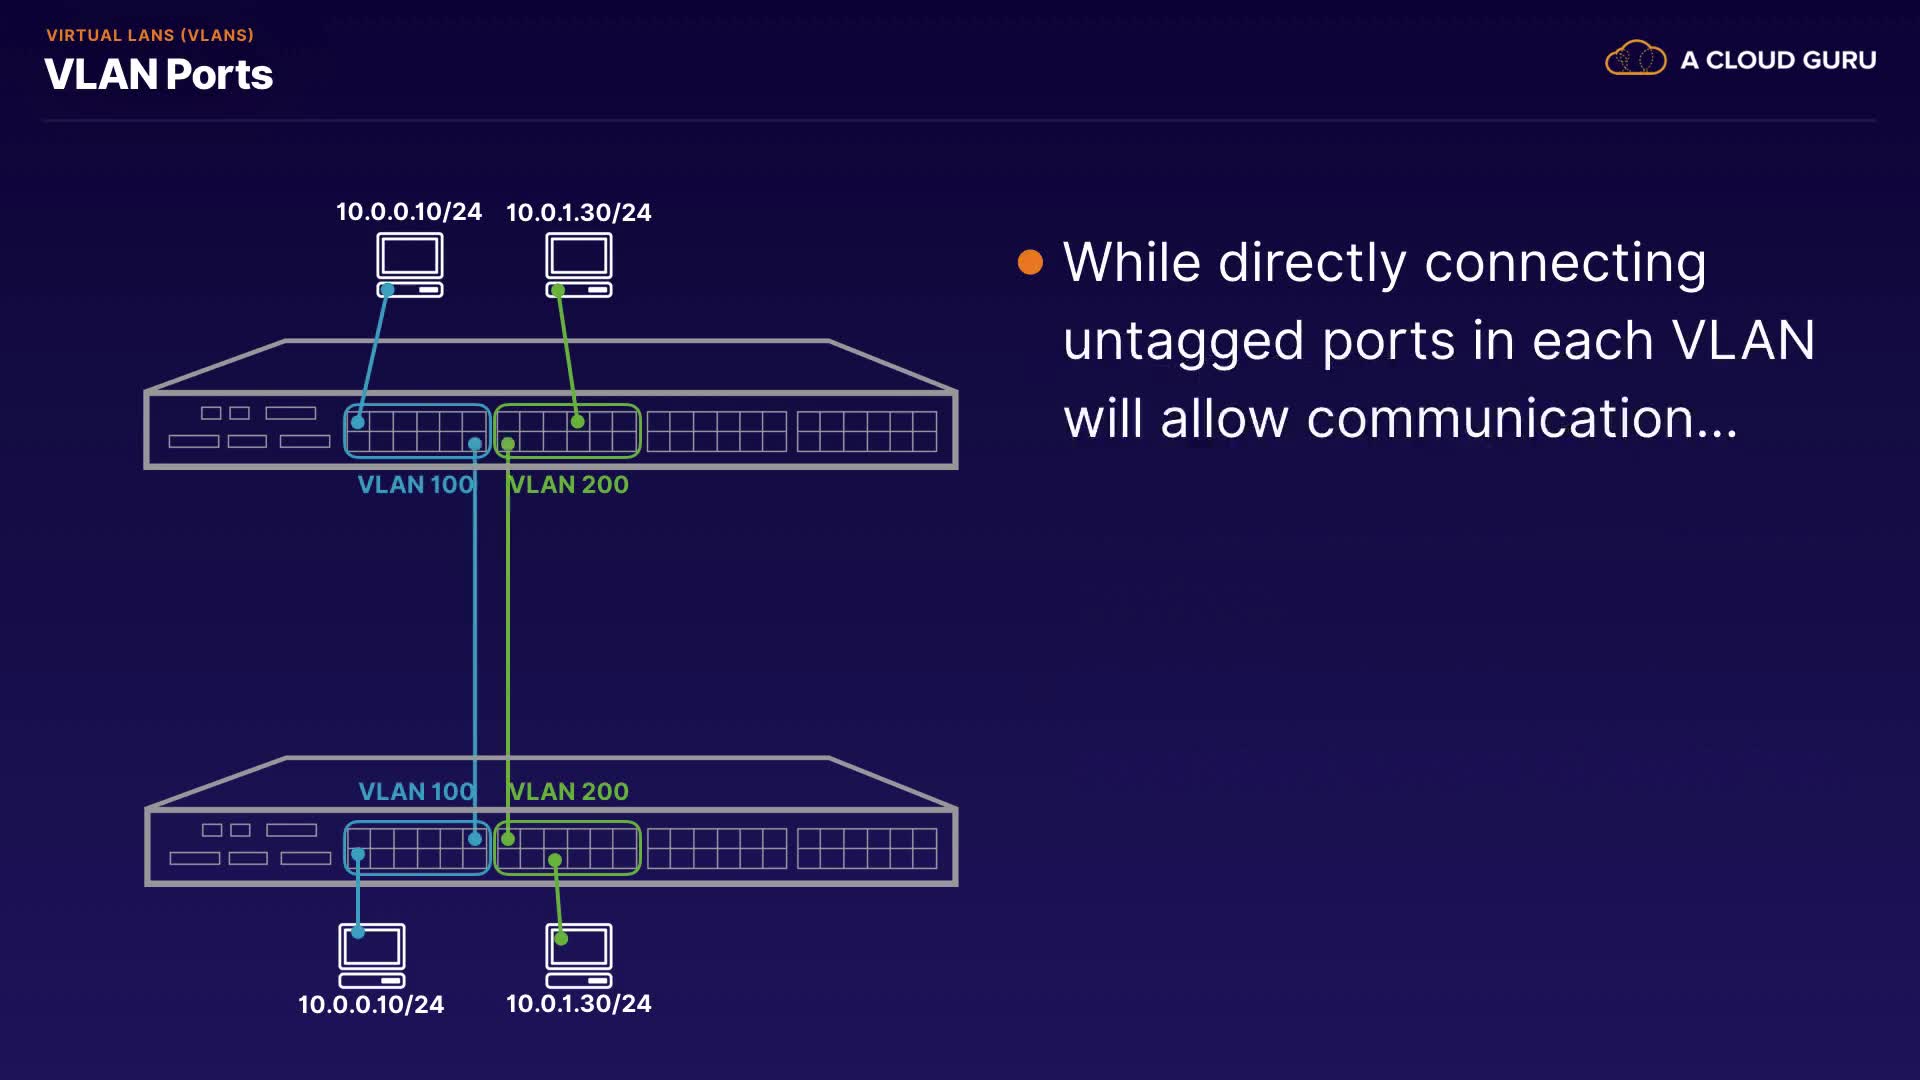 VIRTUAL LANS (VLANS)
VLAN Ports
A CLOUD GURU
10.0.0.10/24 10.0.1.30/24
VLAN 100 VLAN 200
VLAN 100 VLAN 200
10.0.0.10/24 10.0.1.30/24
While directly connecting
untagged ports in each VLAN
will allow communication...